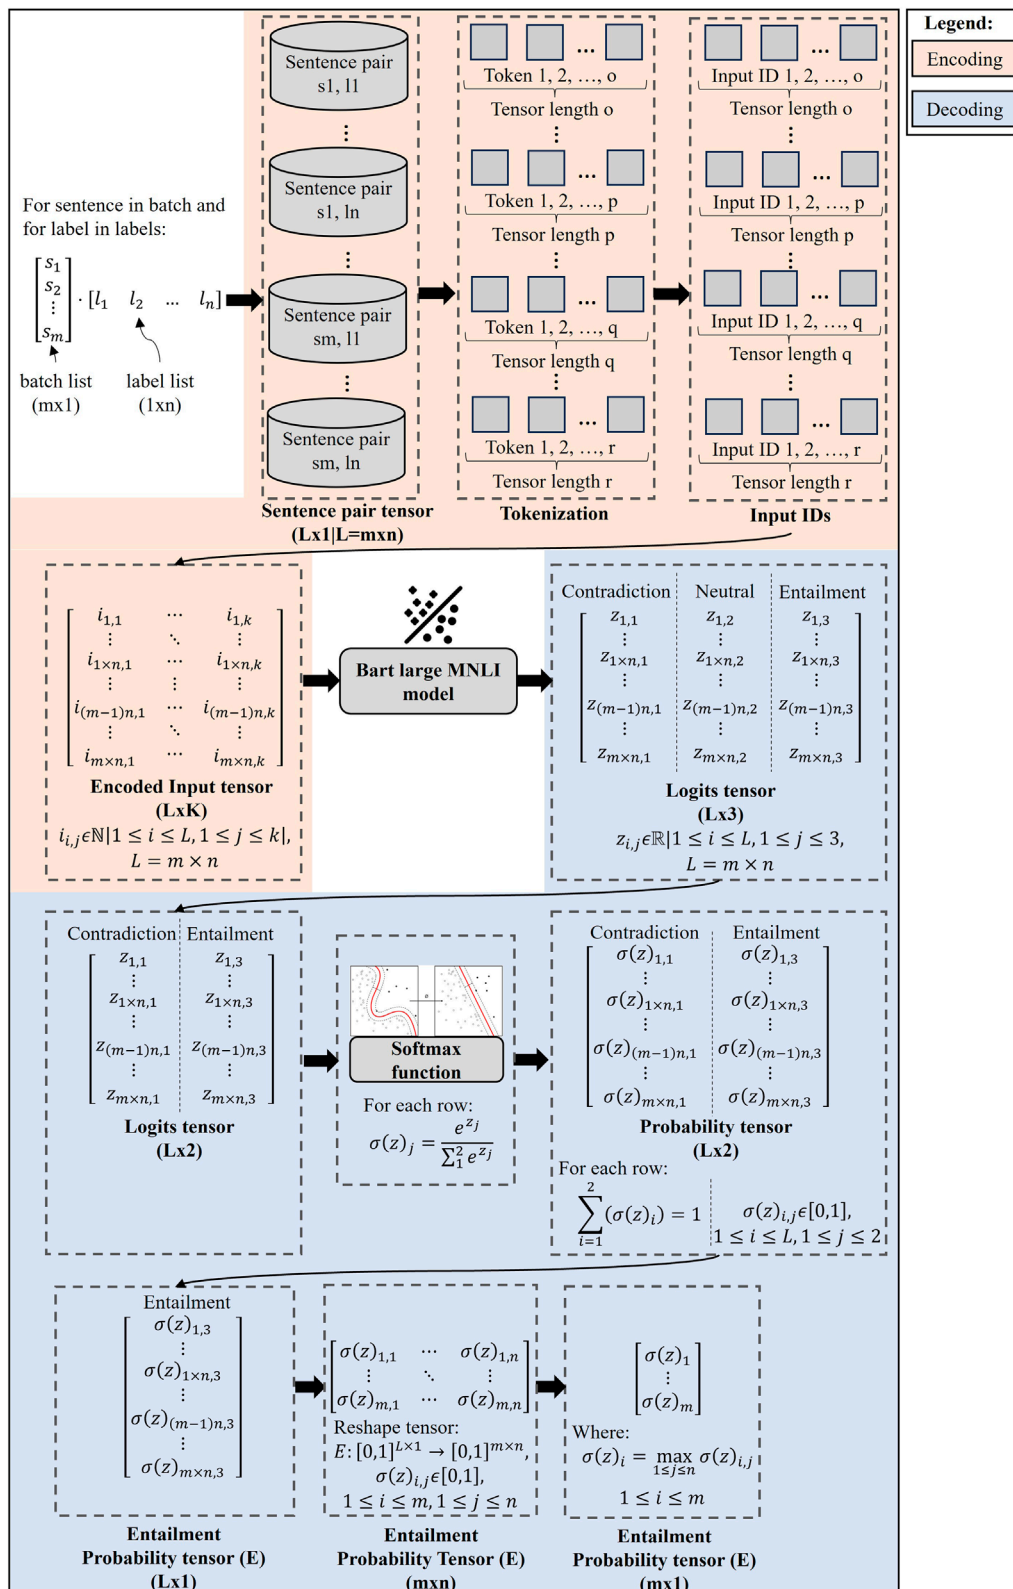 Legend:
Encoding
Decoding
For sentence in batch and
for label in labels:
[s₁ s₂ ⋮ sₘ] · [l₁ l₂ … lₙ]
batch list
(mx1)
label list
(1xn)
Sentence pair
s1, l1
⋮
Sentence pair
s1, ln
⋮
Sentence pair
sm, l1
⋮
Sentence pair
sm, ln
Sentence pair tensor
(Lx1|L=mxn)
...
Token 1, 2, …, o
Tensor length o
⋮
...
Token 1, 2, …, p
Tensor length p
⋮
...
Token 1, 2, …, q
Tensor length q
⋮
...
Token 1, 2, …, r
Tensor length r
Tokenization
...
Input ID 1, 2, …, o
Tensor length o
⋮
...
Input ID 1, 2, …, p
Tensor length p
⋮
...
Input ID 1, 2, …, q
Tensor length q
⋮
...
Input ID 1, 2, …, r
Tensor length r
Input IDs
i₁,₁ ⋯ i₁,ₖ
⋮ ⋱ ⋮
i₁×ₙ,₁ ⋯ i₁×ₙ,ₖ
⋮ ⋮ ⋮
i₍ₘ₋₁₎ₙ,₁ ⋯ i₍ₘ₋₁₎ₙ,ₖ
⋮ ⋱ ⋮
iₘ×ₙ,₁ ⋯ iₘ×ₙ,ₖ
Encoded Input tensor
(LxK)
i_{i,j}ϵℕ|1 ≤ i ≤ L, 1 ≤ j ≤ k|,
L = m × n
Bart large MNLI
model
Contradiction Neutral Entailment
z₁,₁ z₁,₂ z₁,₃
⋮ ⋮ ⋮
z₁×ₙ,₁ z₁×ₙ,₂ z₁×ₙ,₃
⋮ ⋮ ⋮
z₍ₘ₋₁₎ₙ,₁ z₍ₘ₋₁₎ₙ,₂ z₍ₘ₋₁₎ₙ,₃
⋮ ⋮ ⋮
zₘ×ₙ,₁ zₘ×ₙ,₂ zₘ×ₙ,₃
Logits tensor
(Lx3)
z_{i,j}ϵℝ|1 ≤ i ≤ L, 1 ≤ j ≤ 3,
L = m × n
Contradiction Entailment
z₁,₁ z₁,₃
⋮ ⋮
z₁×ₙ,₁ z₁×ₙ,₃
⋮ ⋮
z₍ₘ₋₁₎ₙ,₁ z₍ₘ₋₁₎ₙ,₃
⋮ ⋮
zₘ×ₙ,₁ zₘ×ₙ,₃
Logits tensor
(Lx2)
Softmax
function
For each row:
σ(z)_j = e^{z_j} / ∑₁² e^{z_j}
Contradiction Entailment
σ(z)₁,₁ σ(z)₁,₃
⋮ ⋮
σ(z)₁×ₙ,₁ σ(z)₁×ₙ,₃
⋮ ⋮
σ(z)₍ₘ₋₁₎ₙ,₁ σ(z)₍ₘ₋₁₎ₙ,₃
⋮ ⋮
σ(z)ₘ×ₙ,₁ σ(z)ₘ×ₙ,₃
Probability tensor
(Lx2)
For each row:
∑_{i=1}^{2}(σ(z)_i) = 1
σ(z)_{i,j}ϵ[0,1],
1 ≤ i ≤ L, 1 ≤ j ≤ 2
Entailment
σ(z)₁,₃
⋮
σ(z)₁×ₙ,₃
⋮
σ(z)₍ₘ₋₁₎ₙ,₃
⋮
σ(z)ₘ×ₙ,₃
Entailment
Probability tensor (E)
(Lx1)
σ(z)₁,₁ ⋯ σ(z)₁,ₙ
⋮ ⋱ ⋮
σ(z)ₘ,₁ ⋯ σ(z)ₘ,ₙ
Reshape tensor:
E: [0,1]^{L×1} → [0,1]^{m×n},
σ(z)_{i,j}ϵ[0,1],
1 ≤ i ≤ m, 1 ≤ j ≤ n
Entailment
Probability Tensor (E)
(mxn)
σ(z)₁
⋮
σ(z)ₘ
Where:
σ(z)_i = max_{1≤j≤n} σ(z)_{i,j}
1 ≤ i ≤ m
Entailment
Probability tensor (E)
(mx1)